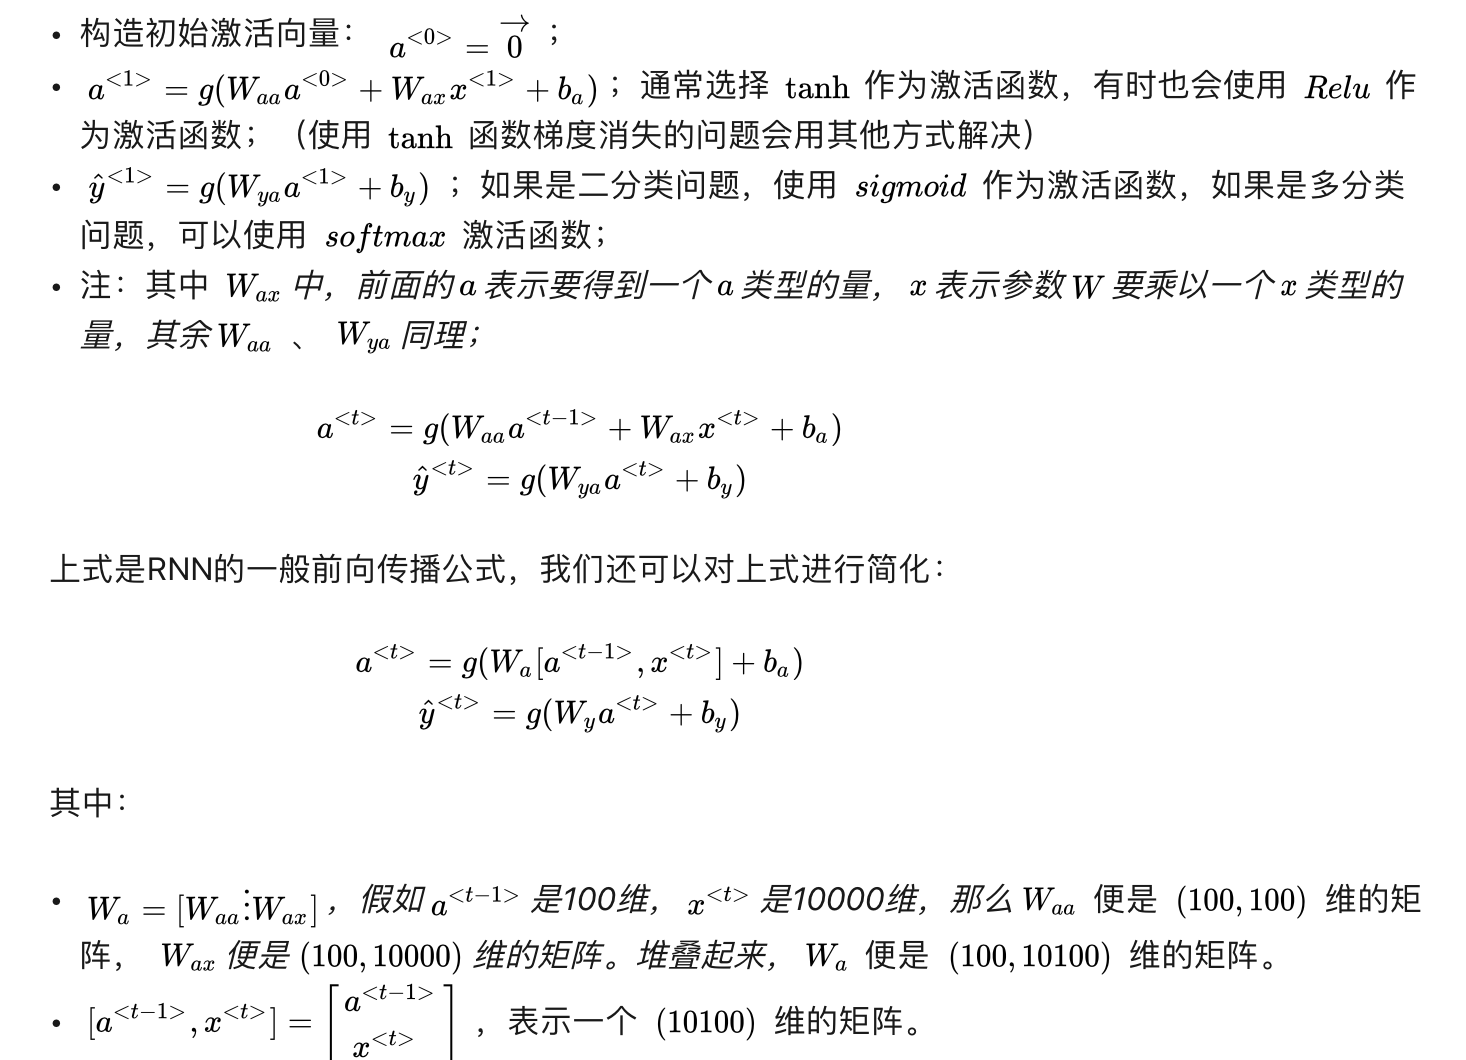 • 构造初始激活向量： $a^{<0>} = \overrightarrow{0}$ ；
• $a^{<1>} = g(W_{aa}a^{<0>} + W_{ax}x^{<1>} + b_a)$ ；通常选择 tanh 作为激活函数，有时也会使用 $Relu$ 作
为激活函数；（使用 tanh 函数梯度消失的问题会用其他方式解决）
• $\hat{y}^{<1>} = g(W_{ya}a^{<1>} + b_y)$ ；如果是二分类问题，使用 $sigmoid$ 作为激活函数，如果是多分类
问题，可以使用 $softmax$ 激活函数；
• 注：其中 $W_{ax}$ 中，前面的 $a$ 表示要得到一个 $a$ 类型的量， $x$ 表示参数 $W$ 要乘以一个 $x$ 类型的
量，其余 $W_{aa}$ 、 $W_{ya}$ 同理；
$a^{<t>} = g(W_{aa}a^{<t-1>} + W_{ax}x^{<t>} + b_a)$
$\hat{y}^{<t>} = g(W_{ya}a^{<t>} + b_y)$
上式是RNN的一般前向传播公式，我们还可以对上式进行简化：
$a^{<t>} = g(W_a[a^{<t-1>}, x^{<t>}] + b_a)$
$\hat{y}^{<t>} = g(W_ya^{<t>} + b_y)$
其中：
• $W_a = [W_{aa} \vdots W_{ax}]$ ，假如 $a^{<t-1>}$ 是100维， $x^{<t>}$ 是10000维，那么 $W_{aa}$ 便是 $(100, 100)$ 维的矩
阵， $W_{ax}$ 便是 $(100, 10000)$ 维的矩阵。堆叠起来， $W_a$ 便是 $(100, 10100)$ 维的矩阵。
• $[a^{<t-1>}, x^{<t>}] = \begin{bmatrix} a^{<t-1>} \\ x^{<t>} \end{bmatrix}$ ，表示一个 $(10100)$ 维的矩阵。